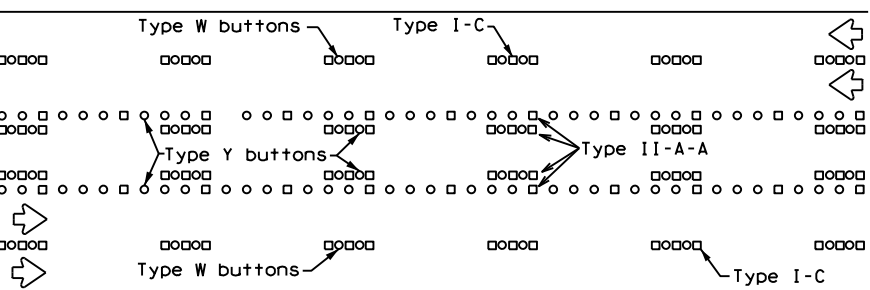 Type W buttons
Type I-C
Type Y buttons
Type II-A-A
Type W buttons
Type I-C